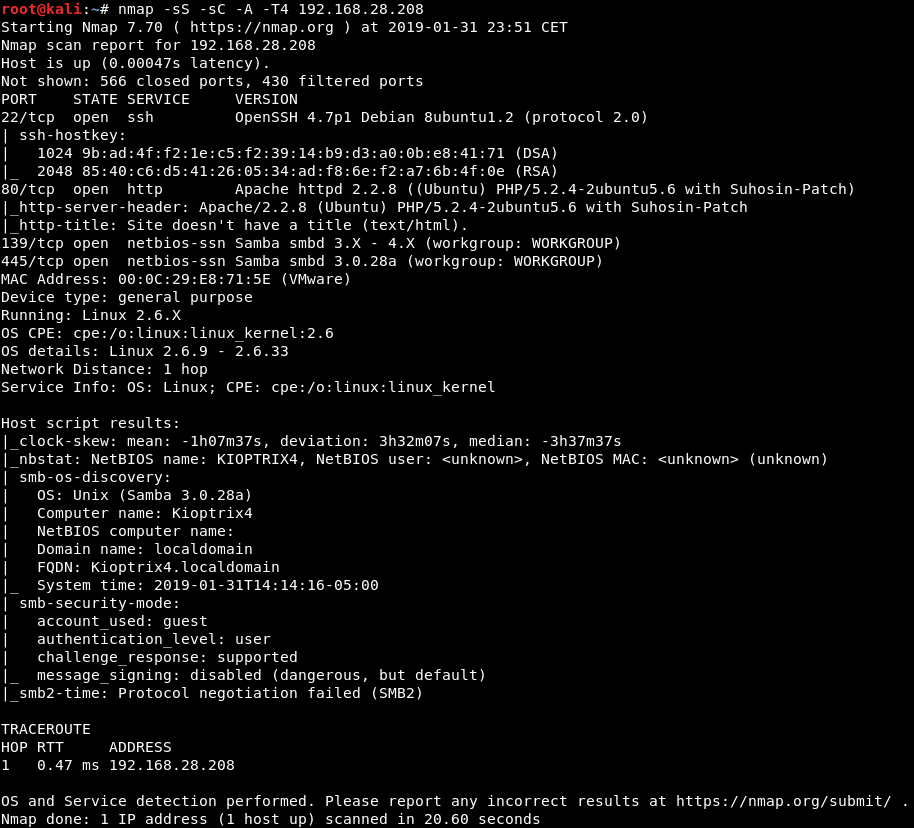 root@kali:~# nmap -sS -sC -A -T4 192.168.28.208
Starting Nmap 7.70 ( https://nmap.org ) at 2019-01-31 23:51 CET
Nmap scan report for 192.168.28.208
Host is up (0.00047s latency).
Not shown: 566 closed ports, 430 filtered ports
PORT    STATE SERVICE     VERSION
22/tcp  open  ssh         OpenSSH 4.7p1 Debian 8ubuntu1.2 (protocol 2.0)
| ssh-hostkey:
|   1024 9b:ad:4f:f2:1e:c5:f2:39:14:b9:d3:a0:0b:e8:41:71 (DSA)
|_  2048 85:40:c6:d5:41:26:05:34:ad:f8:6e:f2:a7:6b:4f:0e (RSA)
80/tcp  open  http        Apache httpd 2.2.8 ((Ubuntu) PHP/5.2.4-2ubuntu5.6 with Suhosin-Patch)
|_http-server-header: Apache/2.2.8 (Ubuntu) PHP/5.2.4-2ubuntu5.6 with Suhosin-Patch
|_http-title: Site doesn't have a title (text/html).
139/tcp open  netbios-ssn Samba smbd 3.X - 4.X (workgroup: WORKGROUP)
445/tcp open  netbios-ssn Samba smbd 3.0.28a (workgroup: WORKGROUP)
MAC Address: 00:0C:29:E8:71:5E (VMware)
Device type: general purpose
Running: Linux 2.6.X
OS CPE: cpe:/o:linux:linux_kernel:2.6
OS details: Linux 2.6.9 - 2.6.33
Network Distance: 1 hop
Service Info: OS: Linux; CPE: cpe:/o:linux:linux_kernel

Host script results:
|_clock-skew: mean: -1h07m37s, deviation: 3h32m07s, median: -3h37m37s
|_nbstat: NetBIOS name: KIOPTRIX4, NetBIOS user: <unknown>, NetBIOS MAC: <unknown> (unknown)
| smb-os-discovery:
|   OS: Unix (Samba 3.0.28a)
|   Computer name: Kioptrix4
|   NetBIOS computer name:
|   Domain name: localdomain
|   FQDN: Kioptrix4.localdomain
|_  System time: 2019-01-31T14:14:16-05:00
| smb-security-mode:
|   account_used: guest
|   authentication_level: user
|   challenge_response: supported
|_  message_signing: disabled (dangerous, but default)
|_smb2-time: Protocol negotiation failed (SMB2)

TRACEROUTE
HOP RTT     ADDRESS
1   0.47 ms 192.168.28.208

OS and Service detection performed. Please report any incorrect results at https://nmap.org/submit/ .
Nmap done: 1 IP address (1 host up) scanned in 20.60 seconds